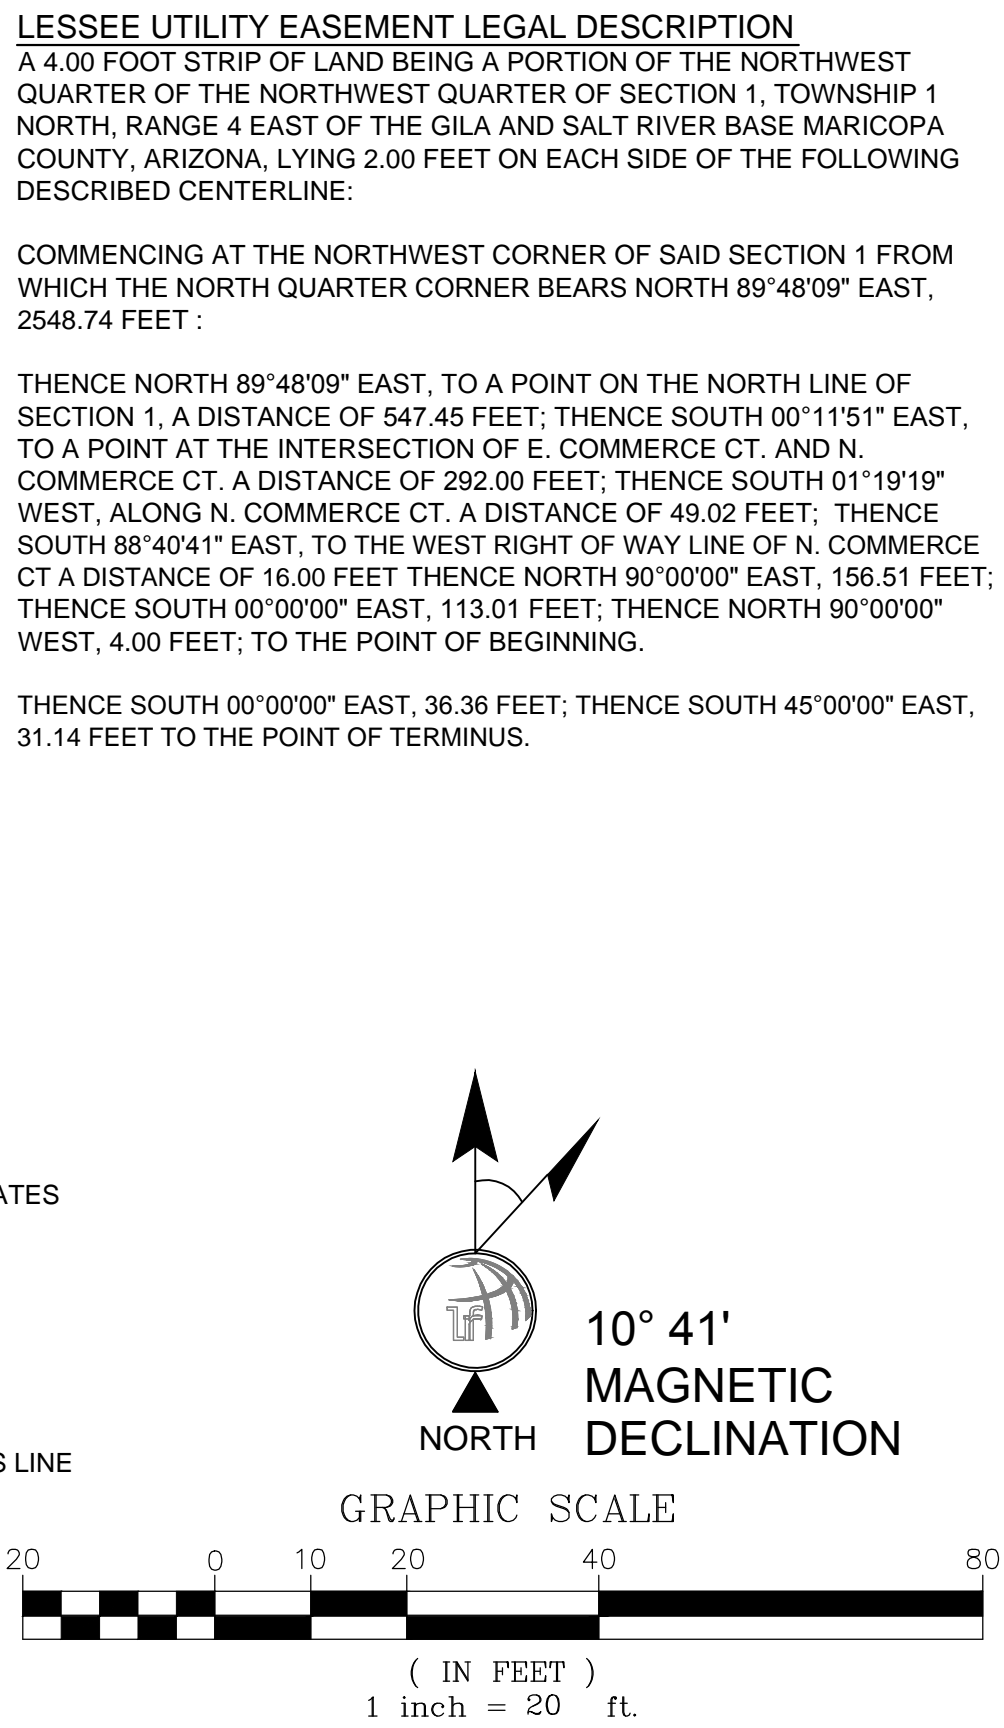 LESSEE UTILITY EASEMENT LEGAL DESCRIPTION
A 4.00 FOOT STRIP OF LAND BEING A PORTION OF THE NORTHWEST
QUARTER OF THE NORTHWEST QUARTER OF SECTION 1, TOWNSHIP 1
NORTH, RANGE 4 EAST OF THE GILA AND SALT RIVER BASE MARICOPA
COUNTY, ARIZONA, LYING 2.00 FEET ON EACH SIDE OF THE FOLLOWING
DESCRIBED CENTERLINE:
COMMENCING AT THE NORTHWEST CORNER OF SAID SECTION 1 FROM
WHICH THE NORTH QUARTER CORNER BEARS NORTH 89°48'09" EAST,
2548.74 FEET :
THENCE NORTH 89°48'09" EAST, TO A POINT ON THE NORTH LINE OF
SECTION 1, A DISTANCE OF 547.45 FEET; THENCE SOUTH 00°11'51" EAST,
TO A POINT AT THE INTERSECTION OF E. COMMERCE CT. AND N.
COMMERCE CT. A DISTANCE OF 292.00 FEET; THENCE SOUTH 01°19'19"
WEST, ALONG N. COMMERCE CT. A DISTANCE OF 49.02 FEET; THENCE
SOUTH 88°40'41" EAST, TO THE WEST RIGHT OF WAY LINE OF N. COMMERCE
CT A DISTANCE OF 16.00 FEET THENCE NORTH 90°00'00" EAST, 156.51 FEET;
THENCE SOUTH 00°00'00" EAST, 113.01 FEET; THENCE NORTH 90°00'00"
WEST, 4.00 FEET; TO THE POINT OF BEGINNING.
THENCE SOUTH 00°00'00" EAST, 36.36 FEET; THENCE SOUTH 45°00'00" EAST,
31.14 FEET TO THE POINT OF TERMINUS.
ATES
lf
10° 41'
MAGNETIC
DECLINATION
NORTH
S LINE
GRAPHIC SCALE
20 0 10 20 40 80
( IN FEET )
1 inch = 20 ft.